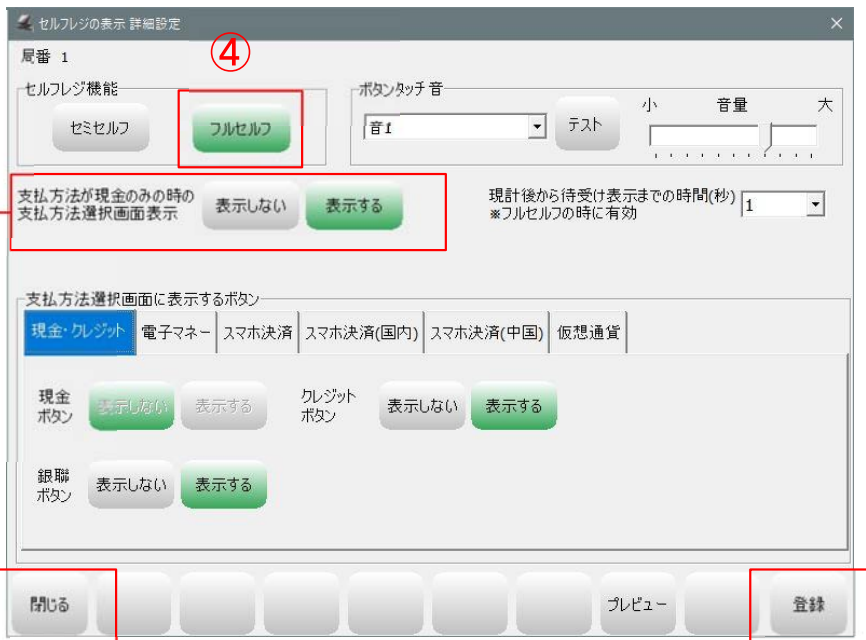 セルフレジの表示 詳細設定
局番 1
④
セルフレジ機能
セミセルフ
フルセルフ
ボタンタッチ音
音1
テスト
小 音量 大
支払方法が現金のみの時の
支払方法選択画面表示
表示しない
表示する
現計後から待受け表示までの時間(秒)
※フルセルフの時に有効
1
支払方法選択画面に表示するボタン
現金・クレジット 電子マネー スマホ決済 スマホ決済(国内) スマホ決済(中国) 仮想通貨
現金
ボタン
表示しない
表示する
クレジット
ボタン
表示しない
表示する
銀聯
ボタン
表示しない
表示する
閉じる
プレビュー
登録